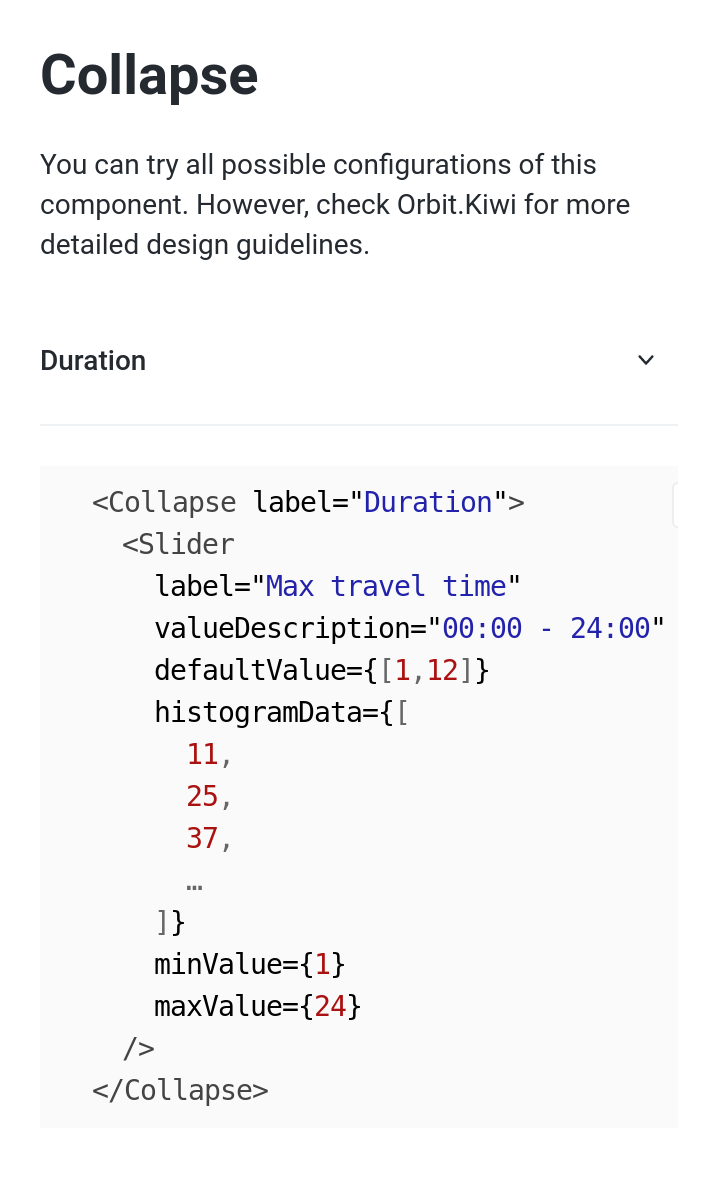 Collapse
You can try all possible configurations of this
component. However, check Orbit.Kiwi for more
detailed design guidelines.
Duration
<Collapse label="Duration">
  <Slider
    label="Max travel time"
    valueDescription="00:00 - 24:00"
    defaultValue={[1,12]}
    histogramData={[
      11,
      25,
      37,
      …
    ]}
    minValue={1}
    maxValue={24}
  />
</Collapse>